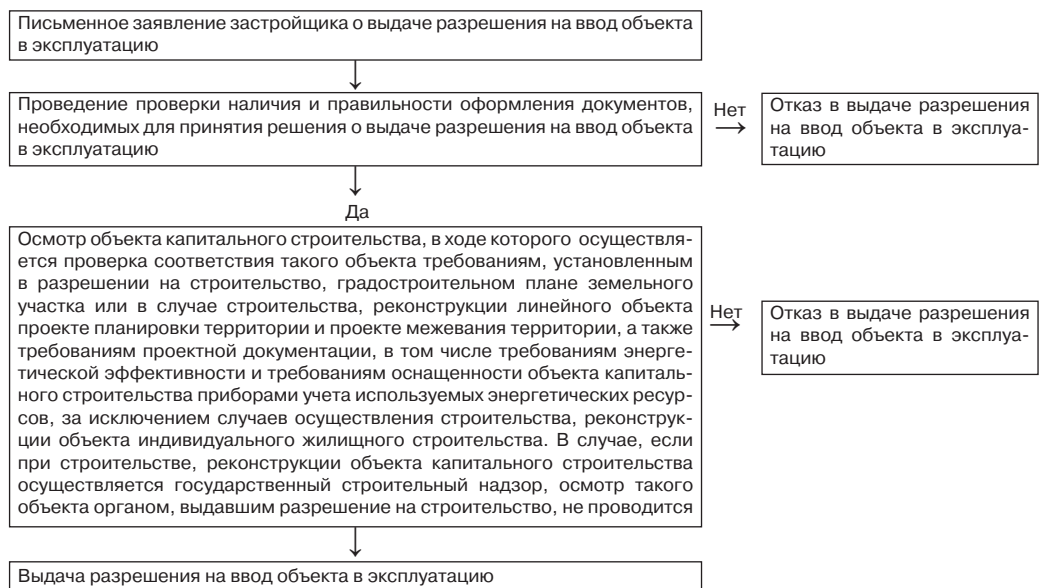 Письменное заявление застройщика о выдаче разрешения на ввод объекта
в эксплуатацию
Проведение проверки наличия и правильности оформления документов,
необходимых для принятия решения о выдаче разрешения на ввод объекта
в эксплуатацию
Нет
Отказ в выдаче разрешения
на ввод объекта в эксплуа-
тацию
Да
Осмотр объекта капитального строительства, в ходе которого осуществля-
ется проверка соответствия такого объекта требованиям, установленным
в разрешении на строительство, градостроительном плане земельного
участка или в случае строительства, реконструкции линейного объекта
проекте планировки территории и проекте межевания территории, а также
требованиям проектной документации, в том числе требованиям энерге-
тической эффективности и требованиям оснащенности объекта капиталь-
ного строительства приборами учета используемых энергетических ресур-
сов, за исключением случаев осуществления строительства, реконструк-
ции объекта индивидуального жилищного строительства. В случае, если
при строительстве, реконструкции объекта капитального строительства
осуществляется государственный строительный надзор, осмотр такого
объекта органом, выдавшим разрешение на строительство, не проводится
Нет
Отказ в выдаче разрешения
на ввод объекта в эксплуа-
тацию
Выдача разрешения на ввод объекта в эксплуатацию